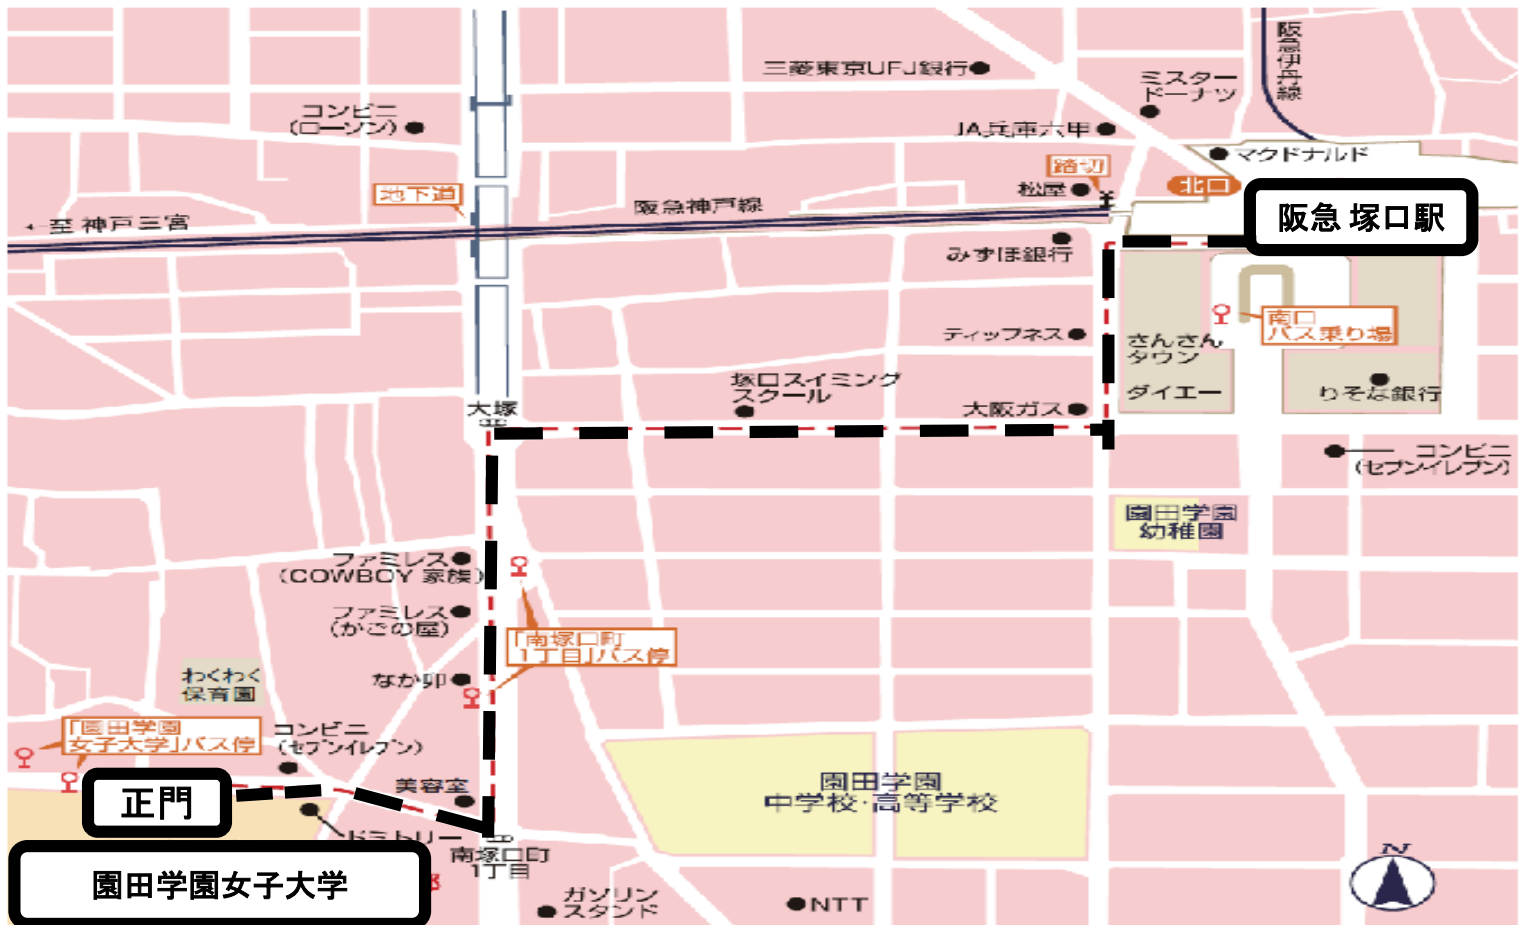 阪急伊丹線
三菱東京UFJ銀行
ミスター
ドーナツ
コンビニ
(ローソン)
JA兵庫六甲
マクドナルド
踏切
北口
松屋
地下道
阪急神戸線
至 神戸三宮
阪急 塚口駅
みずほ銀行
南口
バス乗り場
ティップネス
さんさん
タウン
ダイエー
りそな銀行
塚口スイミング
スクール
大阪ガス
大塚
コンビニ
(セブンイレブン)
園田学園
幼稚園
ファミレス
(COWBOY 家族)
ファミレス
(かごの屋)
「南塚口町
1丁目」バス停
なか卯
わくわく
保育園
「園田学園
女子大学」バス停
コンビニ
(セブンイレブン)
美容室
正門
園田学園
中学校·高等学校
ドミトリー
南塚口町
1丁目
園田学園女子大学
ガソリン
スタンド
NTT
N